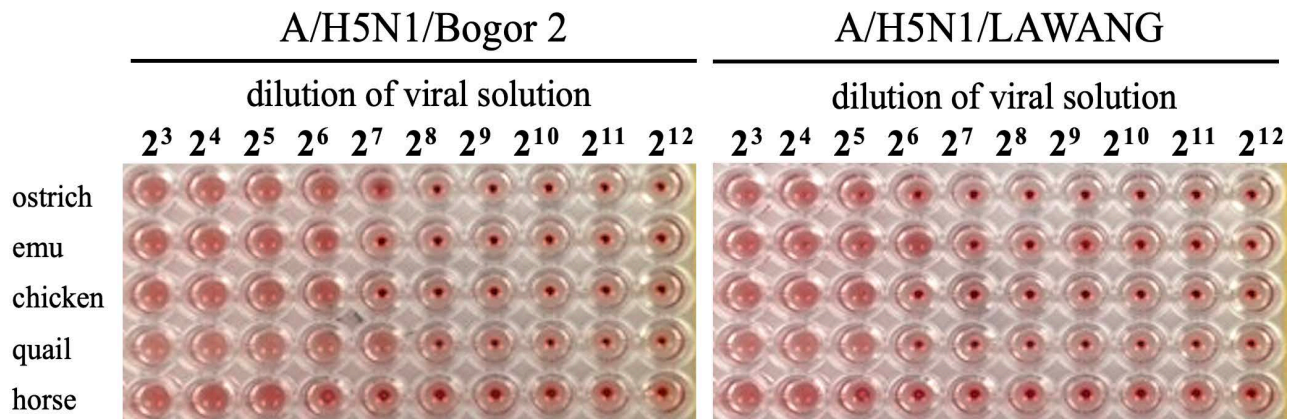 A/H5N1/Bogor 2
A/H5N1/LAWANG
dilution of viral solution
dilution of viral solution
2³ 2⁴ 2⁵ 2⁶ 2⁷ 2⁸ 2⁹ 2¹⁰ 2¹¹ 2¹²
2³ 2⁴ 2⁵ 2⁶ 2⁷ 2⁸ 2⁹ 2¹⁰ 2¹¹ 2¹²
ostrich
emu
chicken
quail
horse